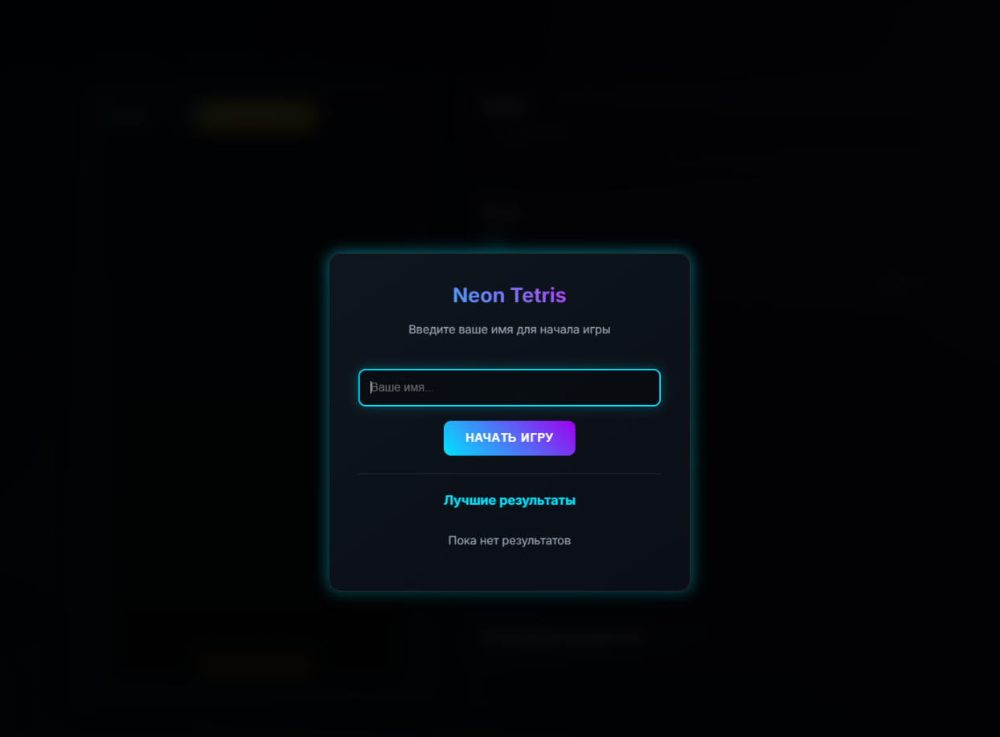 Neon Tetris
Введите ваше имя для начала игры
Ваше имя...
НАЧАТЬ ИГРУ
Лучшие результаты
Пока нет результатов